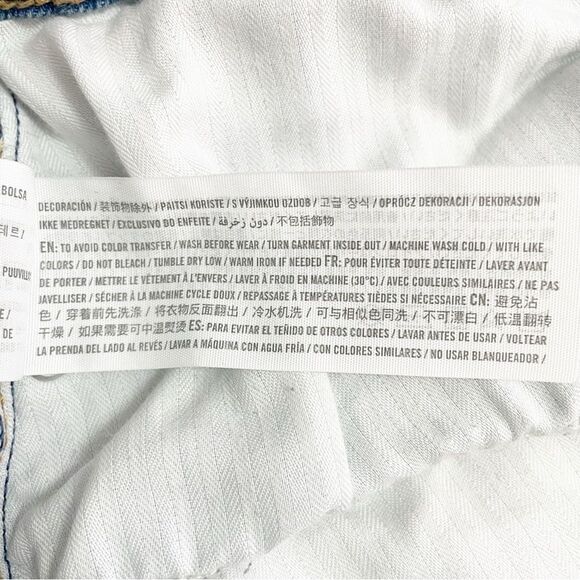 BOLSA
테르/
PUUVILL
E/
DE
DECORACIÓN / 装饰物除外 / PAITSI KORISTE / S VÝJIMKOU OZDOB / 고급 장식 / OPRÓCZ DEKORACJI / DEKORASJON
IKKE MEDREGNET / EXCLUSIVO DO ENFEITE / دون زخرفة / 不包括飾物
EN: TO AVOID COLOR TRANSFER / WASH BEFORE WEAR / TURN GARMENT INSIDE OUT / MACHINE WASH COLD / WITH LIKE
COLORS / DO NOT BLEACH / TUMBLE DRY LOW / WARM IRON IF NEEDED FR: POUR ÉVITER TOUTE DÉTEINTE / LAVER AVANT
DE PORTER / METTRE LE VÊTEMENT À L'ENVERS / LAVER À FROID EN MACHINE (30°C) / AVEC COULEURS SIMILAIRES / NE PAS
JAVELLISER / SÉCHER À LA MACHINE CYCLE DOUX / REPASSAGE À TEMPÉRATURES TIÈDES SI NÉCESSAIRE CN: 避免沾
色 / 穿着前先洗涤 / 将衣物反面翻出 / 冷水机洗 / 可与相似色同洗 / 不可漂白 / 低温翻转
干燥 / 如果需要可中温熨烫 ES: PARA EVITAR EL TEÑIDO DE OTROS COLORES / LAVAR ANTES DE USAR / VOLTEAR
LA PRENDA DEL LADO AL REVÉS / LAVAR A MÁQUINA CON AGUA FRÍA / CON COLORES SIMILARES / NO USAR BLANQUEADOR /